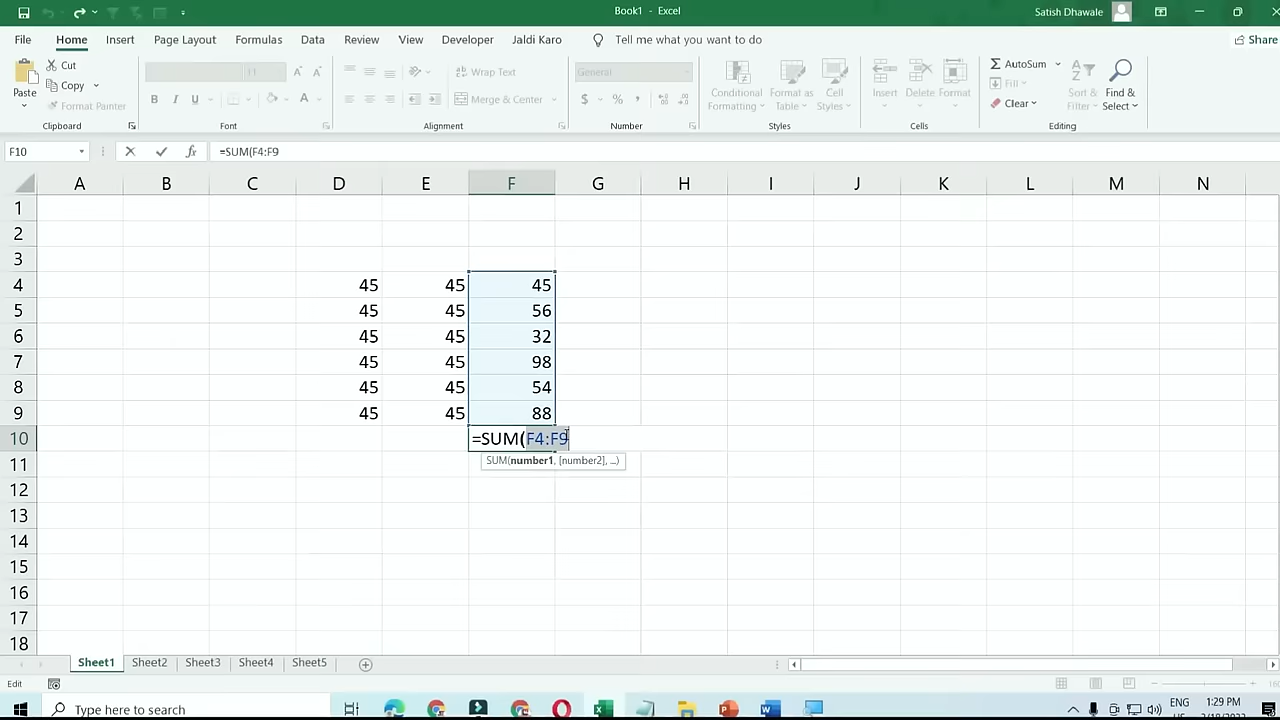 Book1 - Excel
Satish Dhawale
File Home Insert Page Layout Formulas Data Review View Developer Jaldi Karo Tell me what you want to do Share
Paste
Cut
Copy
Format Painter
Clipboard
11
A A
B I U A
Font
Wrap Text
Merge & Center
Alignment
General
$ % ,
Number
Conditional Formatting
Format as Table
Cell Styles
Styles
Insert Delete Format
Cells
AutoSum
Fill
Clear
Sort & Filter
Find & Select
Editing
F10 fx =SUM(F4:F9
A B C D E F G H I J K L M N
1
2
3
4 45 45 45
5 45 45 56
6 45 45 32
7 45 45 98
8 45 45 54
9 45 45 88
10 =SUM(F4:F9
SUM(number1, [number2], ...)
11
12
13
14
15
16
17
18
Sheet1 Sheet2 Sheet3 Sheet4 Sheet5
Edit
Type here to search
ENG
1:29 PM